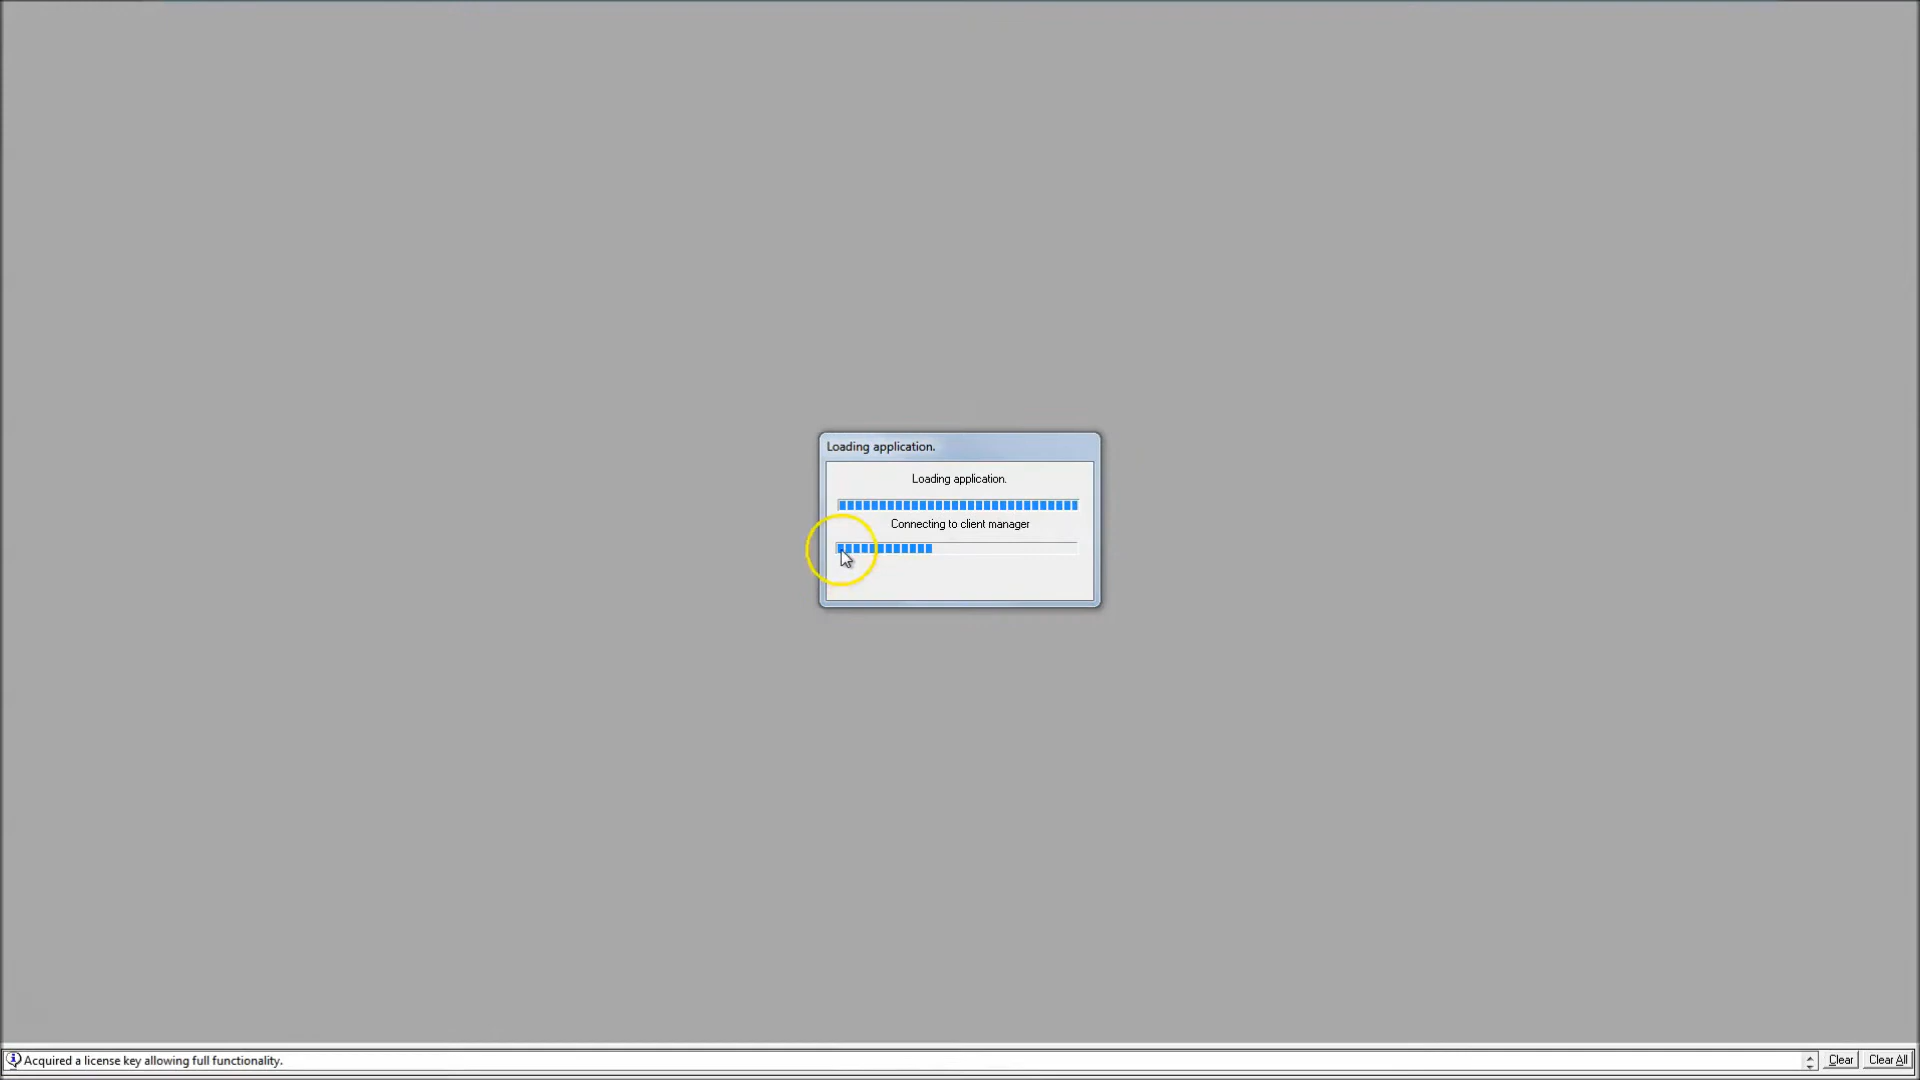 Loading application.
Loading application.
Connecting to client manager
Acquired a license key allowing full functionality.
Clear
Clear All